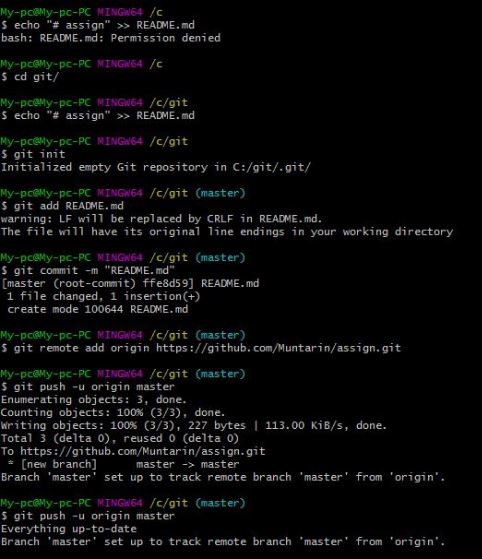 My-pc@My-pc-PC MINGW64 /c
$ echo "# assign" >> README.md
bash: README.md: Permission denied
My-pc@My-pc-PC MINGW64 /c
$ cd git/
My-pc@My-pc-PC MINGW64 /c/git
$ echo "# assign" >> README.md
My-pc@My-pc-PC MINGW64 /c/git
$ git init
Initialized empty Git repository in C:/git/.git/
My-pc@My-pc-PC MINGW64 /c/git (master)
$ git add README.md
warning: LF will be replaced by CRLF in README.md.
The file will have its original line endings in your working directory
My-pc@My-pc-PC MINGW64 /c/git (master)
$ git commit -m "README.md"
[master (root-commit) ffe8d59] README.md
 1 file changed, 1 insertion(+)
 create mode 100644 README.md
My-pc@My-pc-PC MINGW64 /c/git (master)
$ git remote add origin https://github.com/Muntarin/assign.git
My-pc@My-pc-PC MINGW64 /c/git (master)
$ git push -u origin master
Enumerating objects: 3, done.
Counting objects: 100% (3/3), done.
Writing objects: 100% (3/3), 227 bytes | 113.00 KiB/s, done.
Total 3 (delta 0), reused 0 (delta 0)
To https://github.com/Muntarin/assign.git
 * [new branch]      master -> master
Branch 'master' set up to track remote branch 'master' from 'origin'.
My-pc@My-pc-PC MINGW64 /c/git (master)
$ git push -u origin master
Everything up-to-date
Branch 'master' set up to track remote branch 'master' from 'origin'.